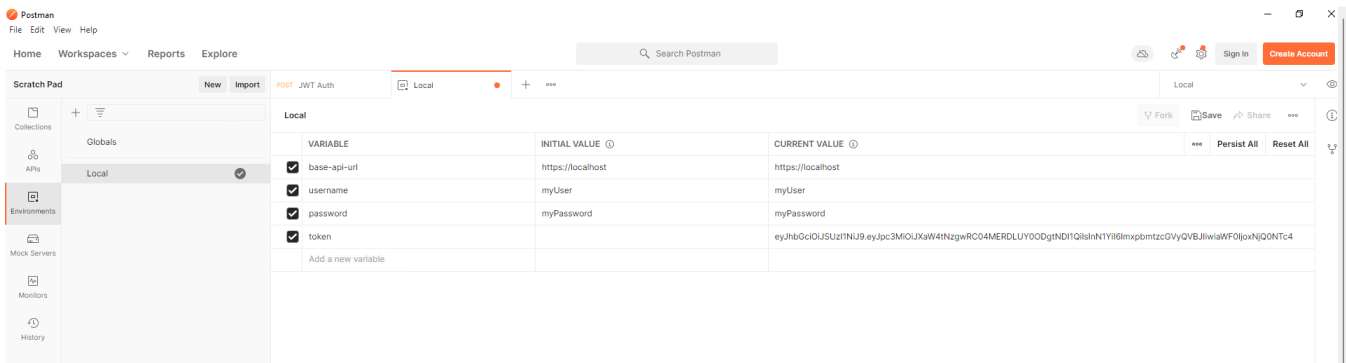 Postman
File Edit View Help
Home Workspaces Reports Explore
Search Postman
Sign In
Create Account
Scratch Pad
New Import
POST JWT Auth
Local
Local
Collections
APIs
Environments
Mock Servers
Monitors
History
Globals
Local
Local
Fork Save Share
VARIABLE INITIAL VALUE CURRENT VALUE Persist All Reset All
base-api-url https://localhost https://localhost
username myUser myUser
password myPassword myPassword
token
Add a new variable